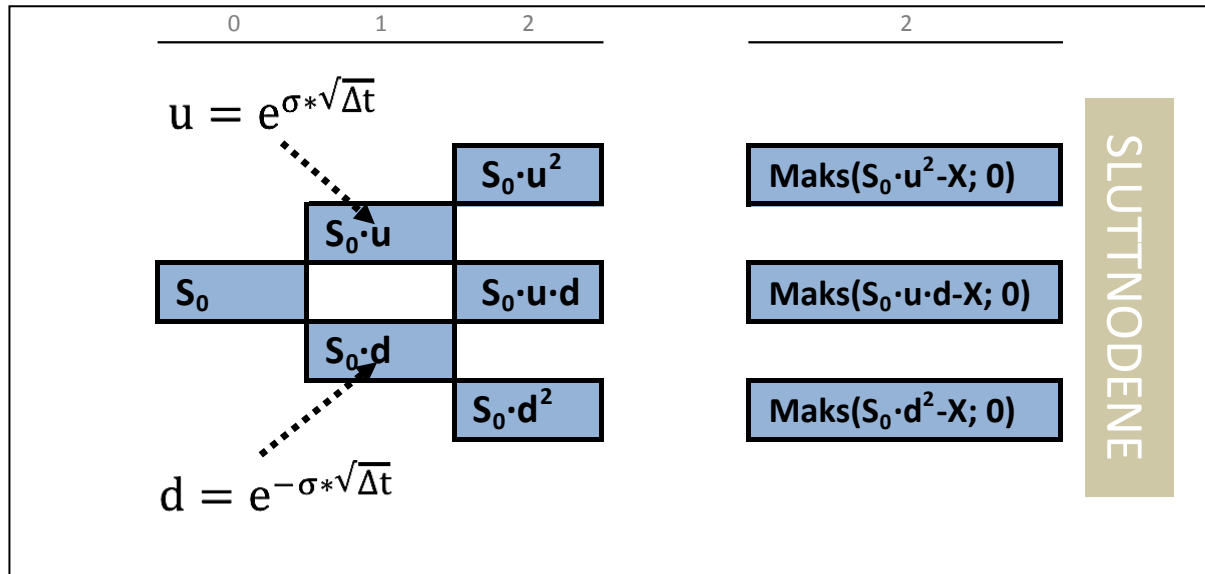 0 1 2 2
u = e^{σ*√Δt}
S₀·u² Maks(S₀·u²-X; 0)
S₀·u
S₀ S₀·u·d Maks(S₀·u·d-X; 0)
S₀·d
S₀·d² Maks(S₀·d²-X; 0)
d = e^{−σ*√Δt}
SLUTTNODENE